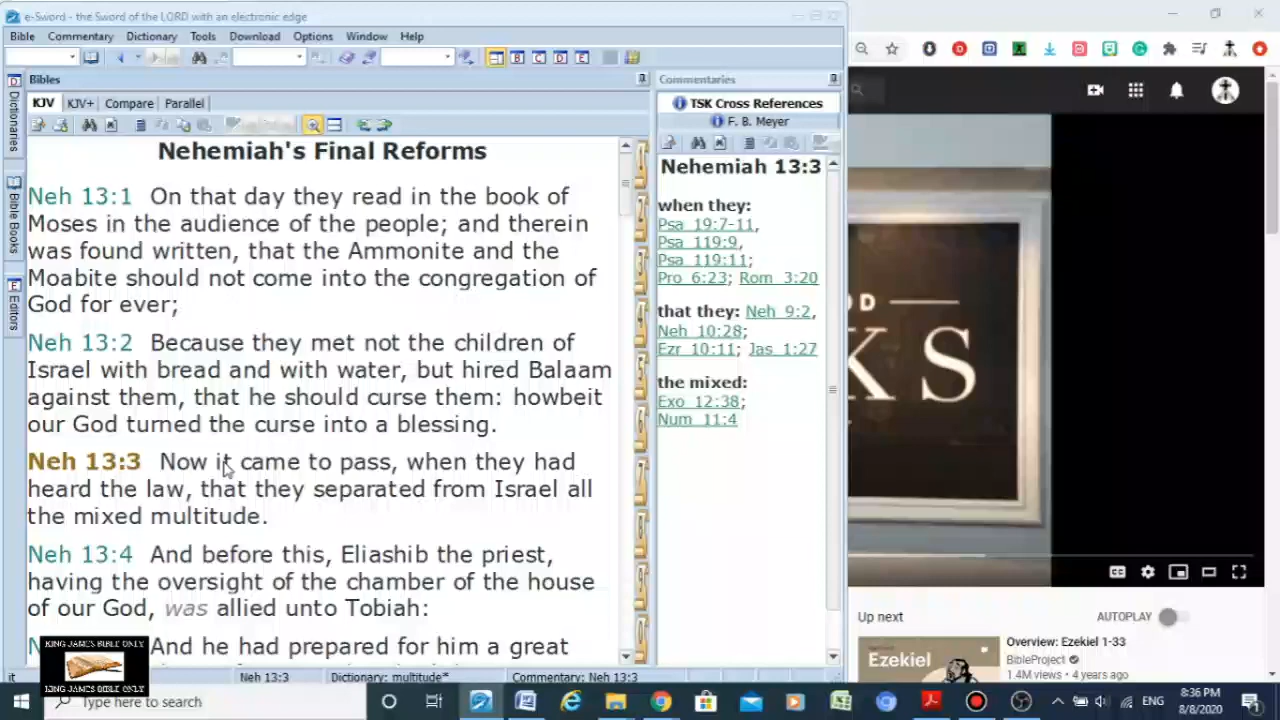 e-Sword - the Sword of the LORD with an electronic edge
Bible Commentary Dictionary Tools Download Options Window Help
Bibles
KJV KJV+ Compare Parallel
Dictionaries
Bible Books
Editors
Nehemiah's Final Reforms
Neh 13:1 On that day they read in the book of
Moses in the audience of the people; and therein
was found written, that the Ammonite and the
Moabite should not come into the congregation of
God for ever;
Neh 13:2 Because they met not the children of
Israel with bread and with water, but hired Balaam
against them, that he should curse them: howbeit
our God turned the curse into a blessing.
Neh 13:3 Now it came to pass, when they had
heard the law, that they separated from Israel all
the mixed multitude.
Neh 13:4 And before this, Eliashib the priest,
having the oversight of the chamber of the house
of our God, was allied unto Tobiah:
And he had prepared for him a great
Commentaries
TSK Cross References
F. B. Meyer
Nehemiah 13:3
when they:
Psa 19:7-11,
Psa 119:9,
Psa 119:11;
Pro 6:23; Rom 3:20
that they: Neh 9:2,
Neh 10:28;
Ezr 10:11; Jas 1:27
the mixed:
Exo 12:38;
Num 11:4
KS
Up next
AUTOPLAY
Ezekiel
Overview: Ezekiel 1-33
BibleProject
1.4M views • 4 years ago
KING JAMES BIBLE ONLY
KING JAMES BIBLE ONLY
it
Neh 13:3
Dictionary: multitude*
Commentary: Neh 13:3
Type here to search
ENG
8:36 PM
8/8/2020